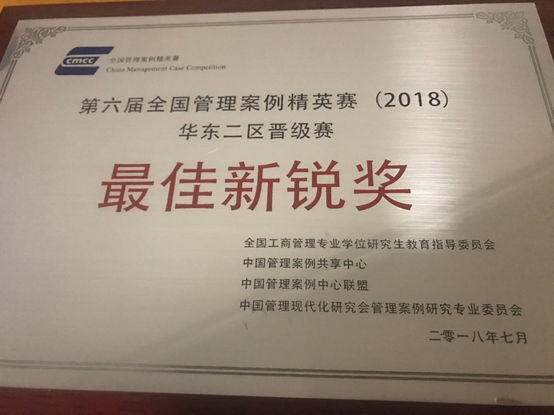 cmcc
全国管理案例精英赛
China Management Case Competition
第六届全国管理案例精英赛（2018）
华东二区晋级赛
最佳新锐奖
全国工商管理专业学位研究生教育指导委员会
中国管理案例共享中心
中国管理案例中心联盟
中国管理现代化研究会管理案例研究专业委员会
二零一八年七月